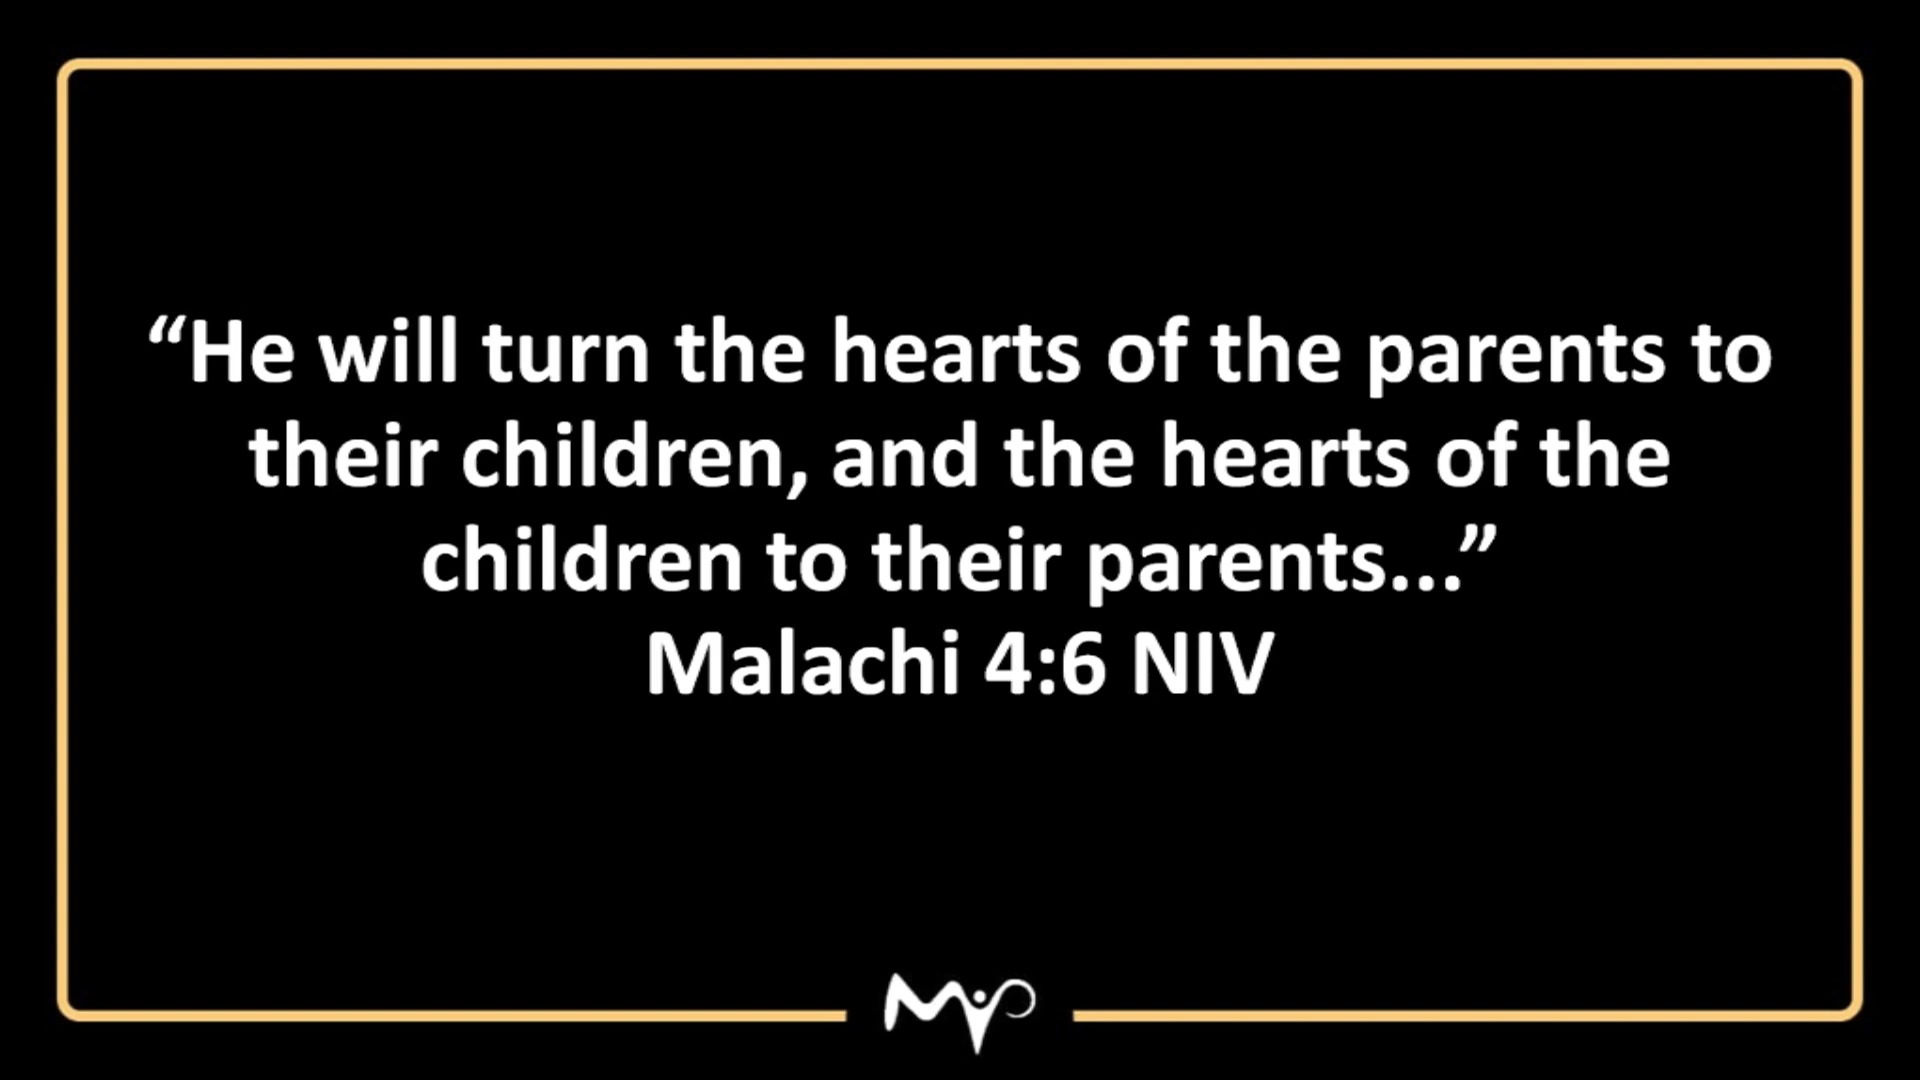 “He will turn the hearts of the parents to
their children, and the hearts of the
children to their parents...”
Malachi 4:6 NIV